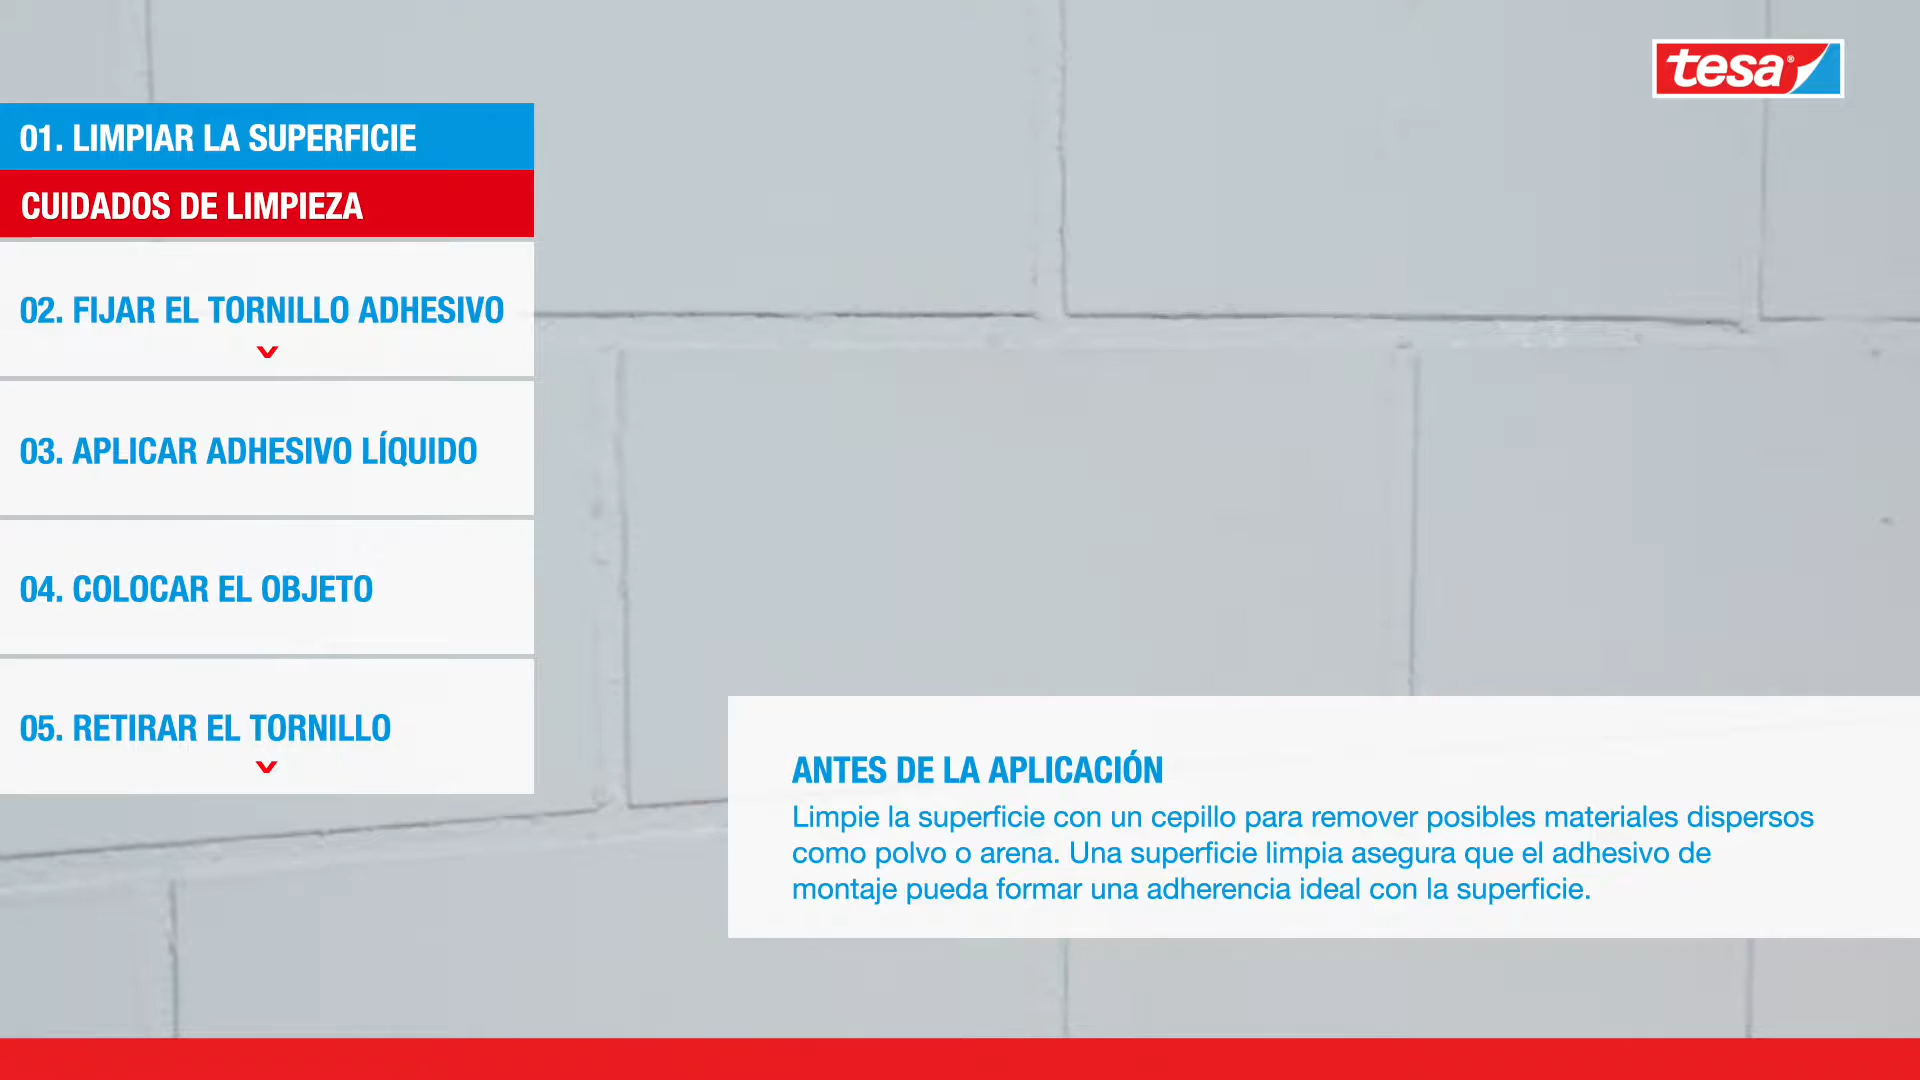 tesa®
01. LIMPIAR LA SUPERFICIE
CUIDADOS DE LIMPIEZA
02. FIJAR EL TORNILLO ADHESIVO
03. APLICAR ADHESIVO LÍQUIDO
04. COLOCAR EL OBJETO
05. RETIRAR EL TORNILLO
ANTES DE LA APLICACIÓN
Limpie la superficie con un cepillo para remover posibles materiales dispersos
como polvo o arena. Una superficie limpia asegura que el adhesivo de
montaje pueda formar una adherencia ideal con la superficie.